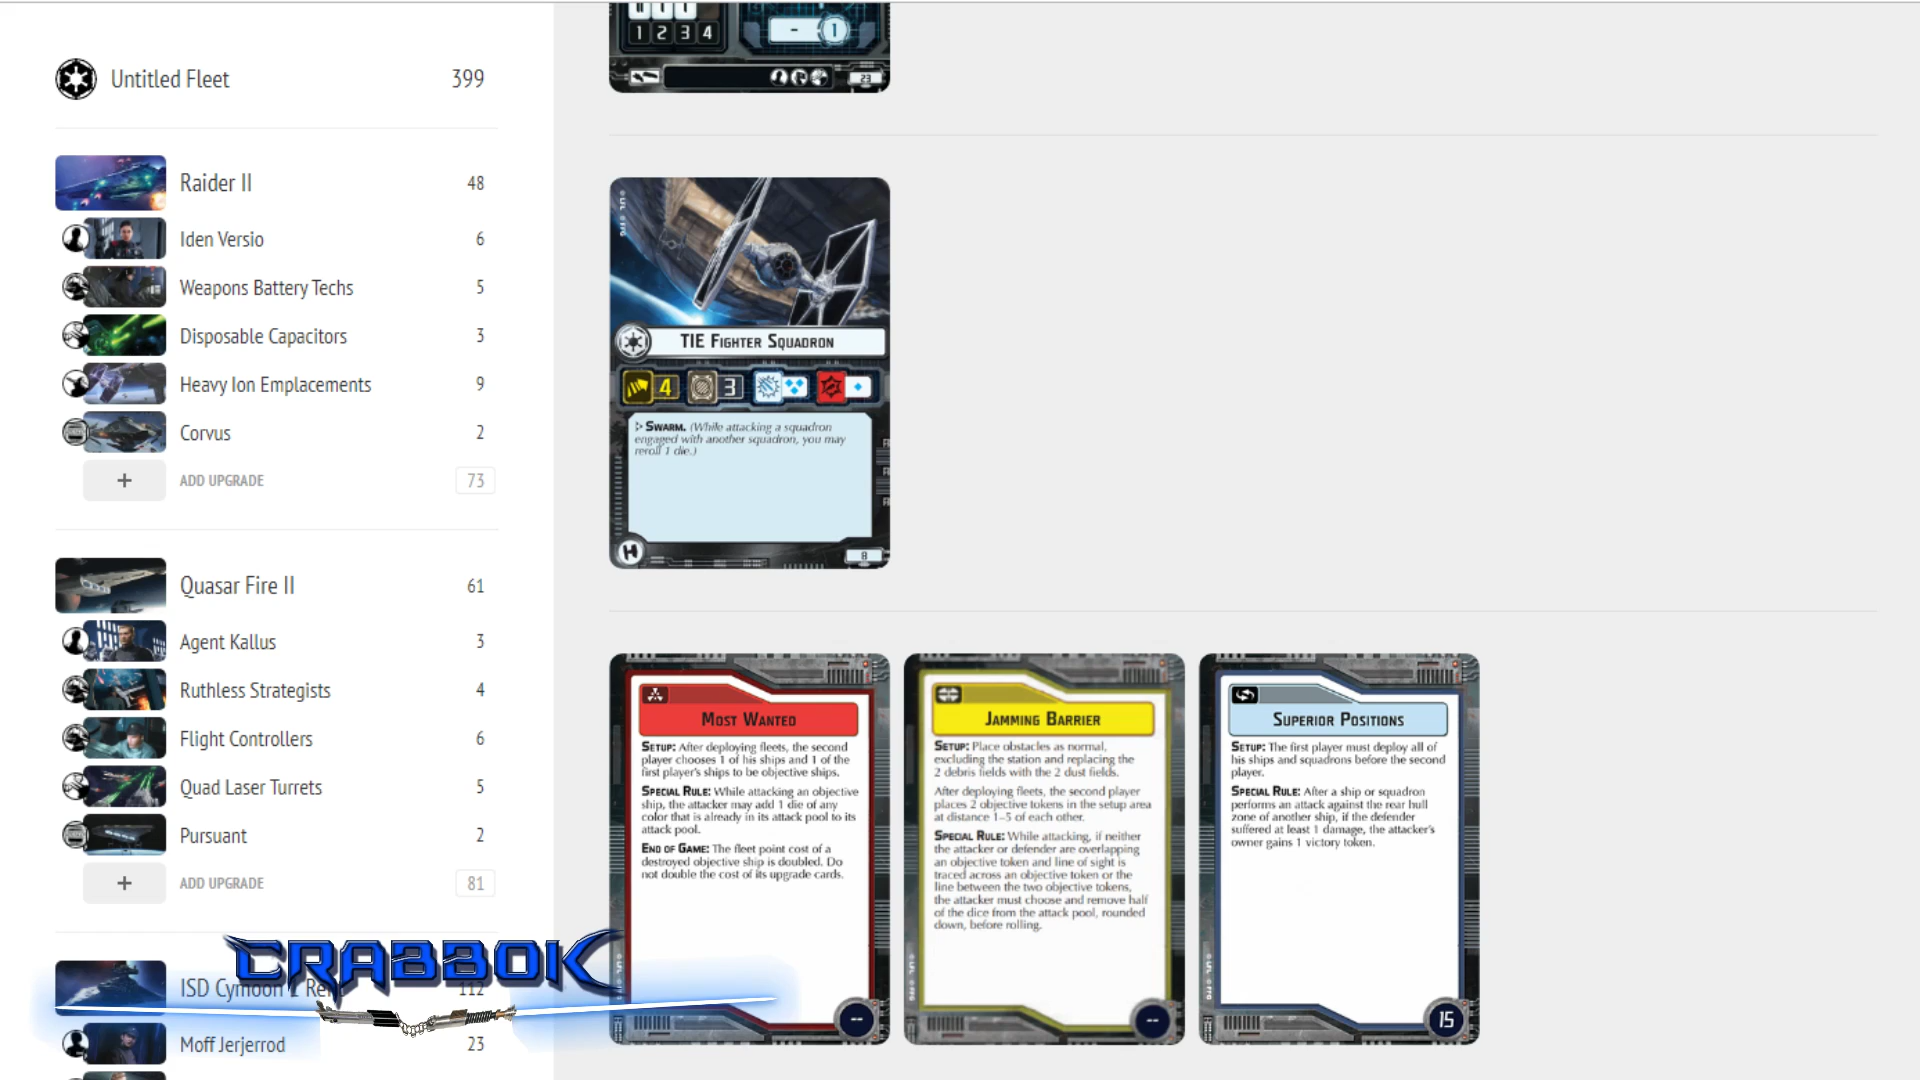 Untitled Fleet 399
Raider II 48
Iden Versio 6
Weapons Battery Techs 5
Disposable Capacitors 3
Heavy Ion Emplacements 9
Corvus 2
+ ADD UPGRADE 73
Quasar Fire II 61
Agent Kallus 3
Ruthless Strategists 4
Flight Controllers 6
Quad Laser Turrets 5
Pursuant 2
+ ADD UPGRADE 81
ISD Cymoon 1 112
Moff Jerjerrod 23
CRABBOK
1 2 3 4
- 1
23
TIE FIGHTER SQUADRON
4 3
SWARM. (While attacking a squadron
engaged with another squadron, you may
reroll 1 die.)
8
MOST WANTED
SETUP: After deploying fleets, the second
player chooses 1 of his ships and 1 of the
first player's ships to be objective ships.
SPECIAL RULE: While attacking an objective
ship, the attacker may add 1 die of any
color that is already in its attack pool to its
attack pool.
END OF GAME: The fleet point cost of a
destroyed objective ship is doubled. Do
not double the cost of its upgrade cards.
--
JAMMING BARRIER
SETUP: Place obstacles as normal,
excluding the station and replacing the
2 debris fields with the 2 dust fields.
After deploying fleets, the second player
places 2 objective tokens in the setup area
at distance 1–5 of each other.
SPECIAL RULE: While attacking, if neither
the attacker or defender are overlapping
an objective token and line of sight is
traced across an objective token or the
line between the two objective tokens,
the attacker must choose and remove half
of the dice from the attack pool, rounded
down, before rolling.
--
SUPERIOR POSITIONS
SETUP: The first player must deploy all of
his ships and squadrons before the second
player.
SPECIAL RULE: After a ship or squadron
performs an attack against the rear hull
zone of another ship, if the defender
suffered at least 1 damage, the attacker's
owner gains 1 victory token.
15